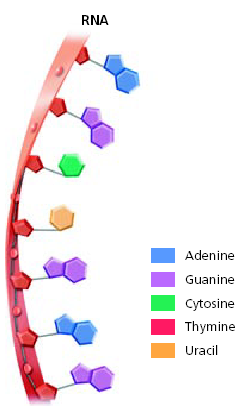 RNA
Adenine
Guanine
Cytosine
Thymine
Uracil